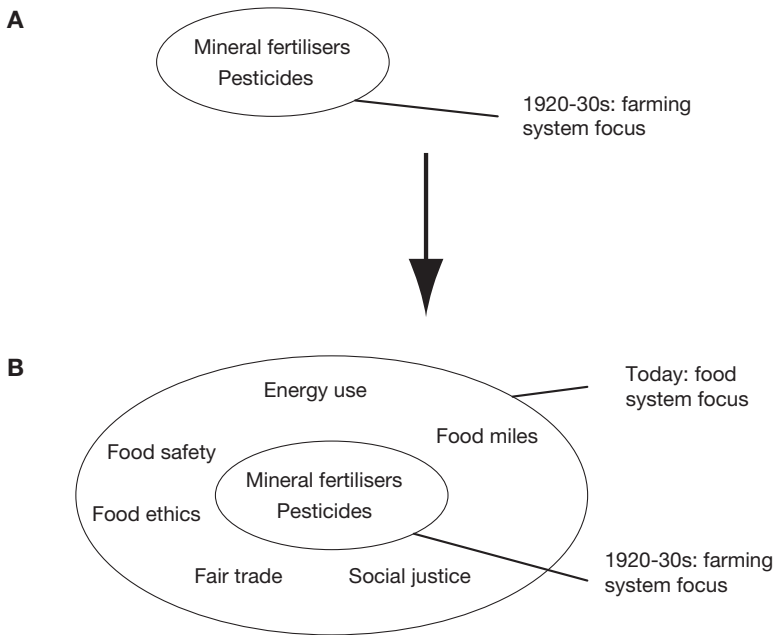 A
Mineral fertilisers
Pesticides
1920-30s: farming
system focus
B
Energy use
Today: food
system focus
Food miles
Food safety
Mineral fertilisers
Pesticides
Food ethics
Fair trade
Social justice
1920-30s: farming
system focus